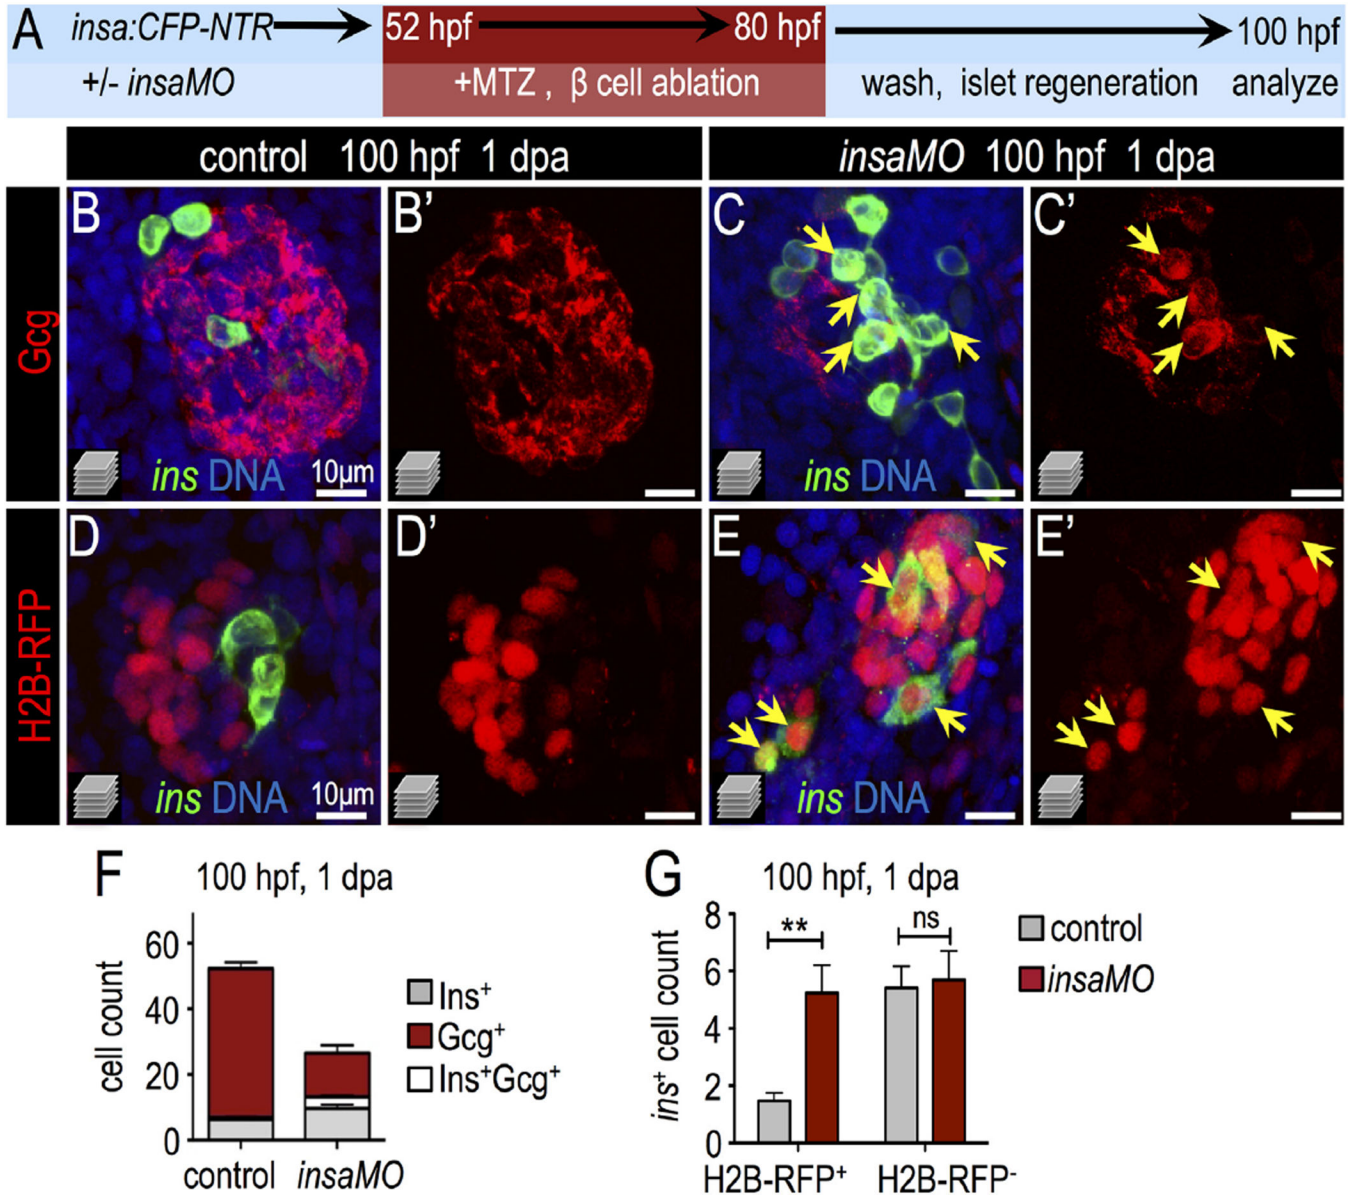 A insa:CFP-NTR 52 hpf 80 hpf 100 hpf
+/- insaMO +MTZ , β cell ablation wash, islet regeneration analyze
control 100 hpf 1 dpa insaMO 100 hpf 1 dpa
Gcg
B B' C C'
ins DNA 10µm ins DNA
H2B-RFP
D D' E E'
ins DNA 10µm ins DNA
F 100 hpf, 1 dpa
cell count
60
40
20
0
control insaMO
Ins⁺
Gcg⁺
Ins⁺Gcg⁺
G 100 hpf, 1 dpa
ins⁺ cell count
8
6
4
2
0
** ns
H2B-RFP⁺ H2B-RFP⁻
control
insaMO